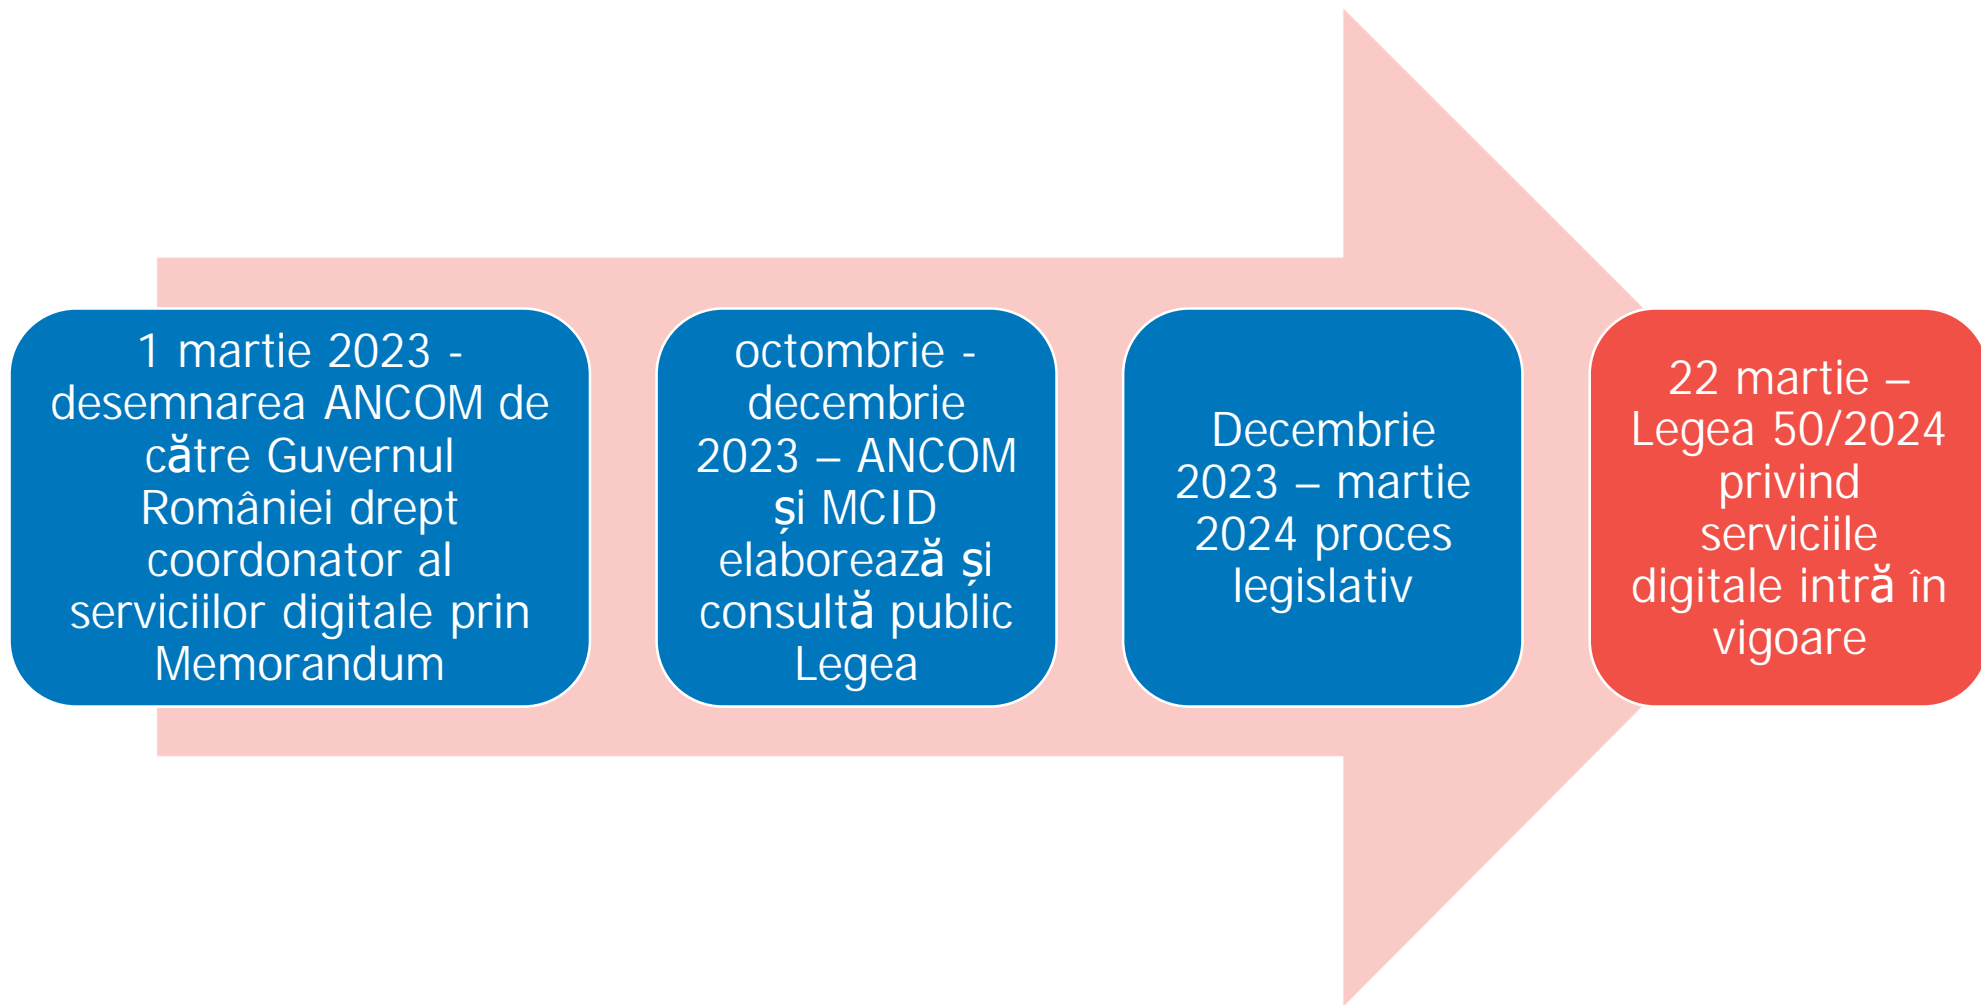 1 martie 2023 -
desemnarea ANCOM de
către Guvernul
României drept
coordonator al
serviciilor digitale prin
Memorandum
octombrie -
decembrie
2023 – ANCOM
și MCID
elaborează și
consultă public
Legea
Decembrie
2023 – martie
2024 proces
legislativ
22 martie –
Legea 50/2024
privind
serviciile
digitale intră în
vigoare